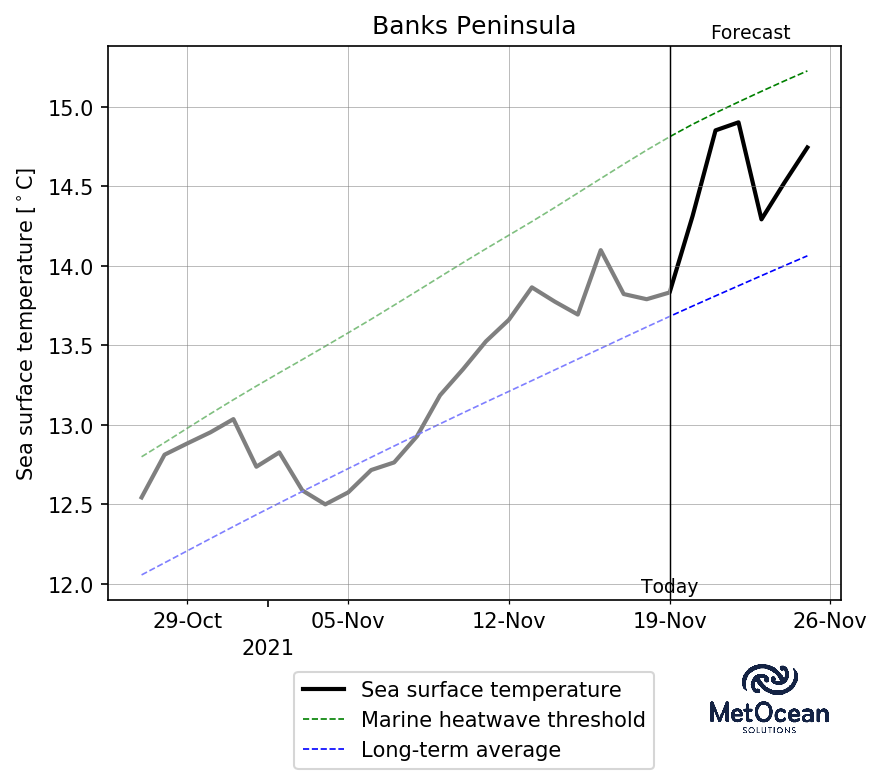 Banks Peninsula
Forecast
Sea surface temperature [°C]
15.0
14.5
14.0
13.5
13.0
12.5
12.0
Today
29-Oct 05-Nov 12-Nov 19-Nov 26-Nov
2021
Sea surface temperature
Marine heatwave threshold
Long-term average
MetOcean
SOLUTIONS